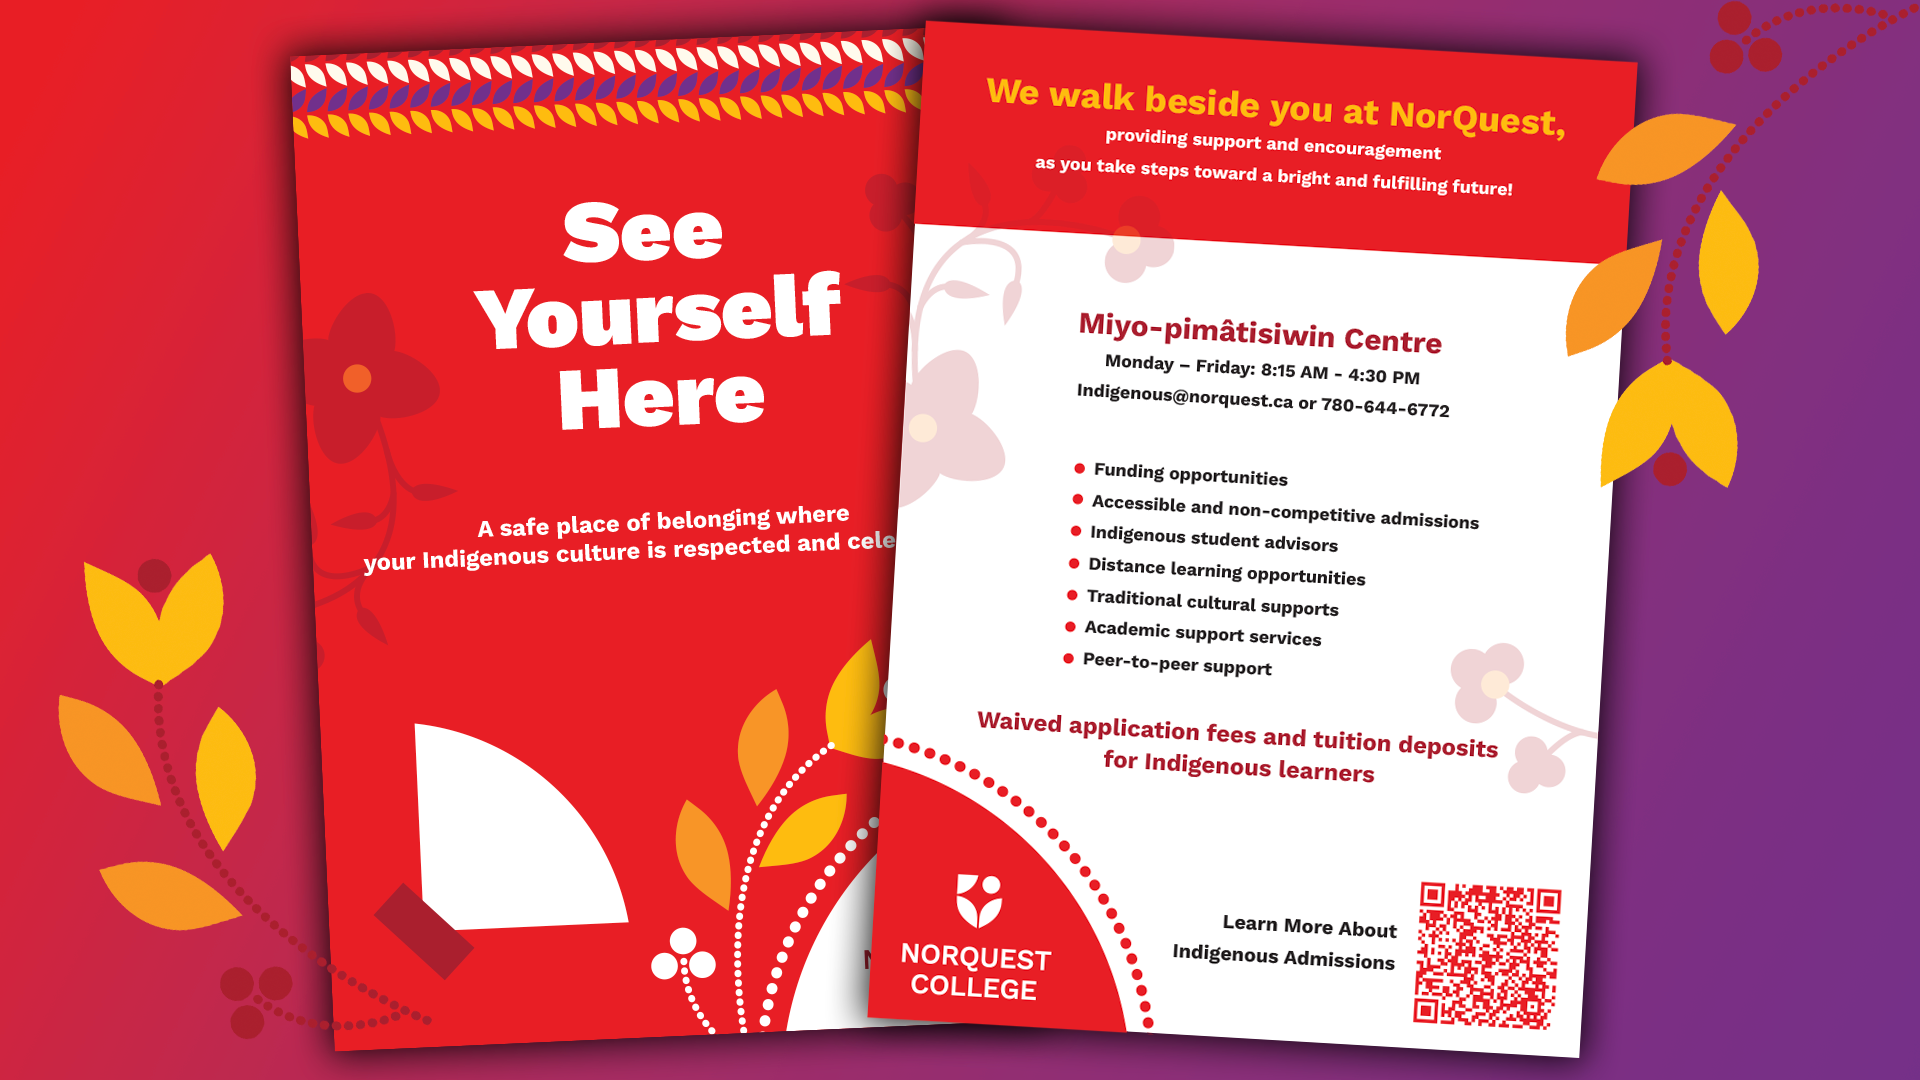 See
Yourself
Here
A safe place of belonging where
your Indigenous culture is respected and
We walk beside you at NorQuest,
providing support and encouragement
as you take steps toward a bright and fulfilling future!
Miyo-pimâtisiwin Centre
Monday – Friday: 8:15 AM - 4:30 PM
Indigenous@norquest.ca or 780-644-6772
Funding opportunities
Accessible and non-competitive admissions
Indigenous student advisors
Distance learning opportunities
Traditional cultural supports
Academic support services
Peer-to-peer support
Waived application fees and tuition deposits
for Indigenous learners
Learn More About
Indigenous Admissions
NORQUEST
COLLEGE